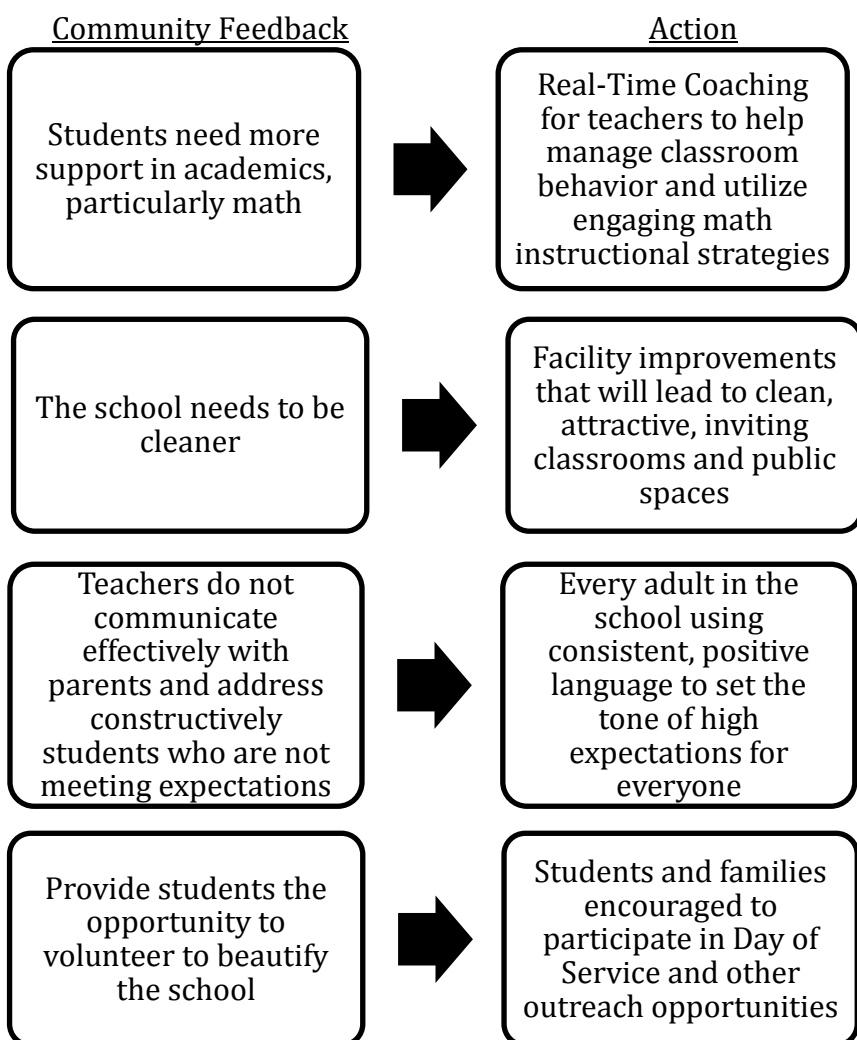 Community Feedback
Action
Students need more
support in academics,
particularly math
Real-Time Coaching
for teachers to help
manage classroom
behavior and utilize
engaging math
instructional strategies
The school needs to be
cleaner
Facility improvements
that will lead to clean,
attractive, inviting
classrooms and public
spaces
Teachers do not
communicate
effectively with
parents and address
constructively
students who are not
meeting expectations
Every adult in the
school using
consistent, positive
language to set the
tone of high
expectations for
everyone
Provide students the
opportunity to
volunteer to beautify
the school
Students and families
encouraged to
participate in Day of
Service and other
outreach opportunities